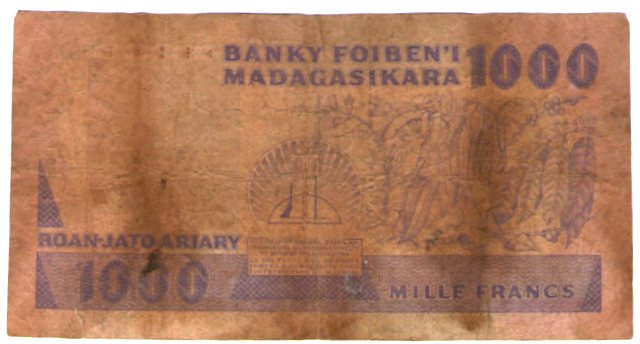 BANKY FOIBEN'I
MADAGASIKARA
1000
ROAN-JATO ARIARY
1000
MILLE FRANCS